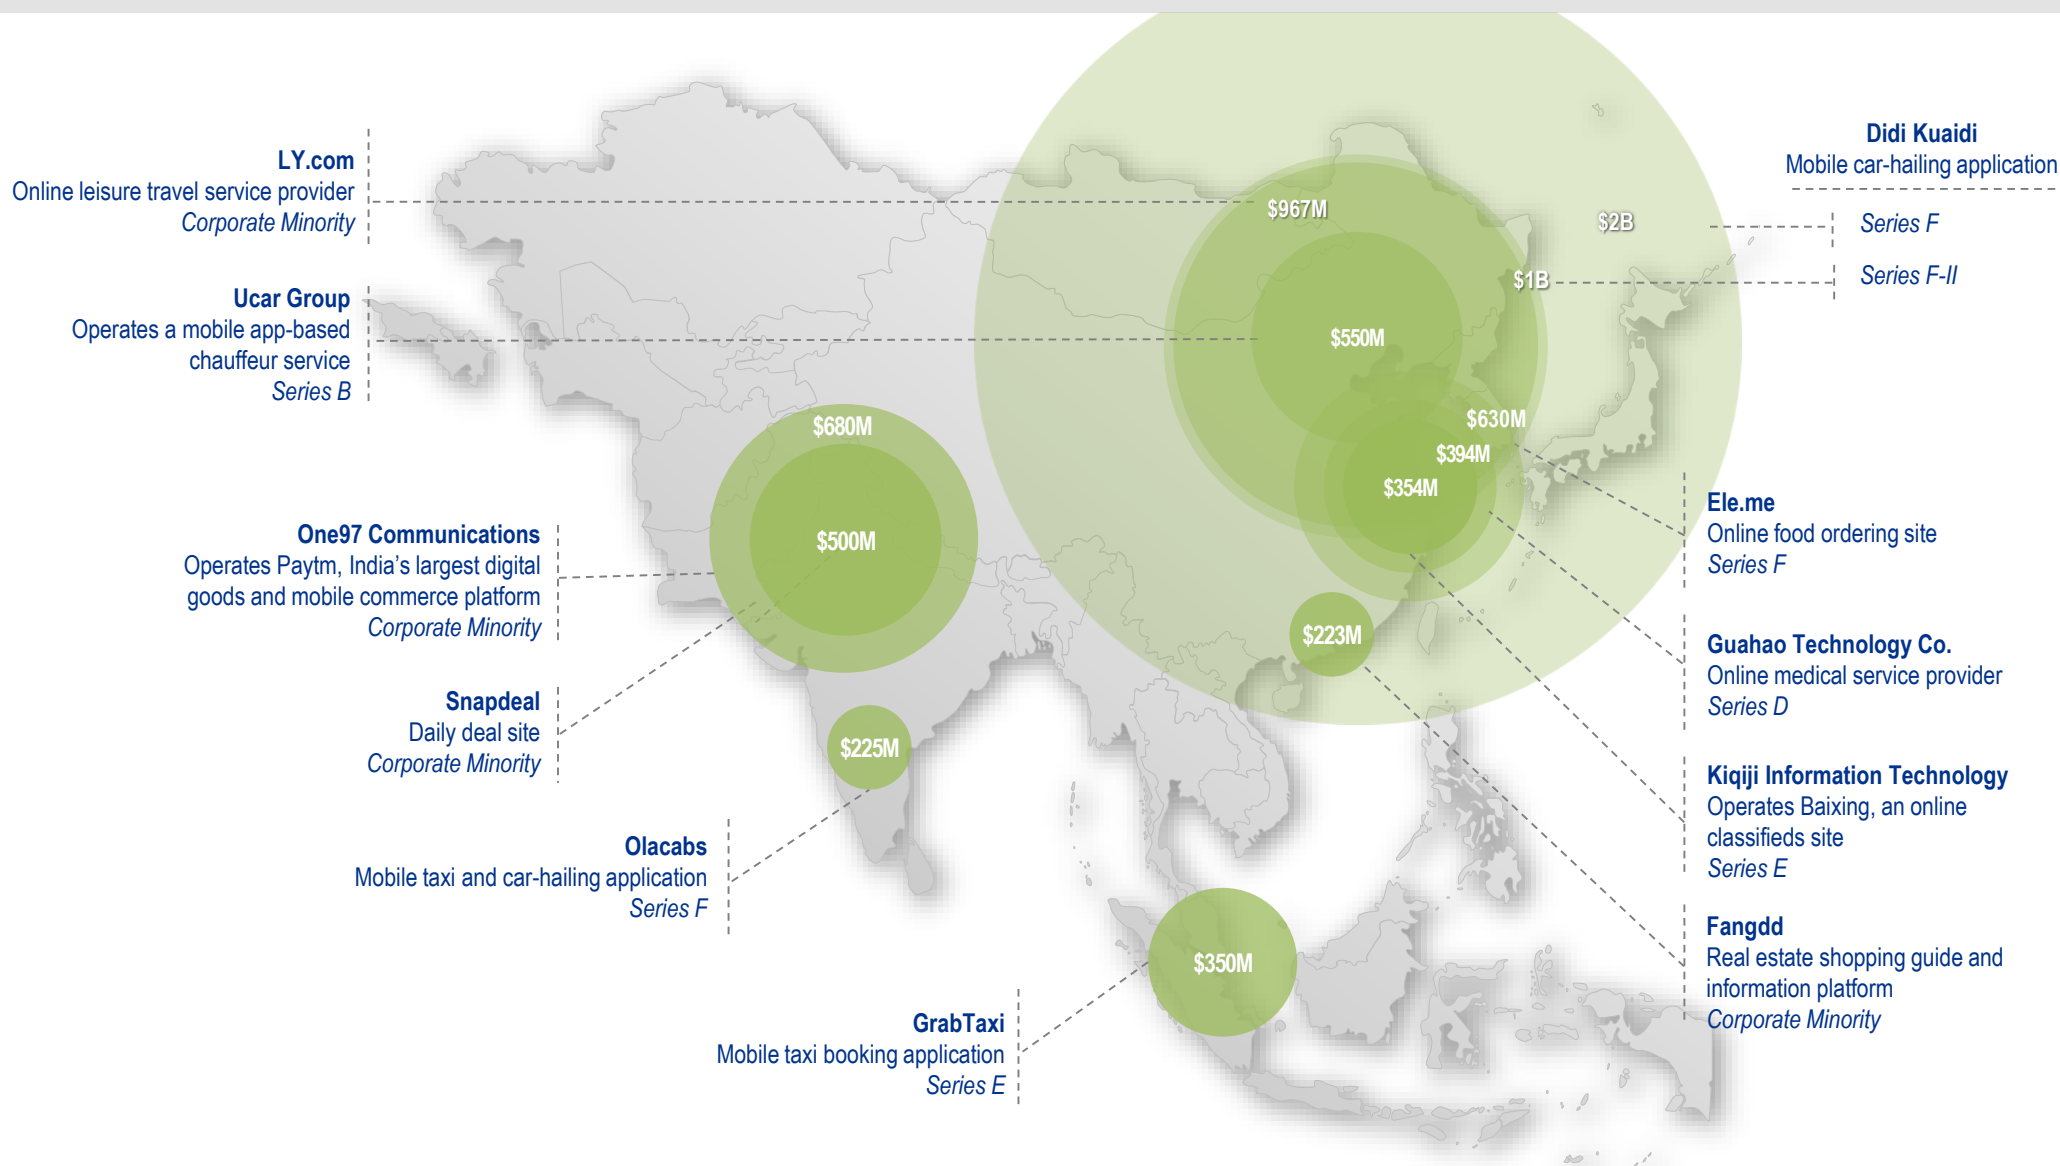 LY.com
Online leisure travel service provider
Corporate Minority
Ucar Group
Operates a mobile app-based
chauffeur service
Series B
One97 Communications
Operates Paytm, India’s largest digital
goods and mobile commerce platform
Corporate Minority
Snapdeal
Daily deal site
Corporate Minority
Olacabs
Mobile taxi and car-hailing application
Series F
GrabTaxi
Mobile taxi booking application
Series E
$967M
$2B
$1B
$550M
$630M
$394M
$354M
$680M
$500M
$223M
$225M
$350M
Didi Kuaidi
Mobile car-hailing application
Series F
Series F-II
Ele.me
Online food ordering site
Series F
Guahao Technology Co.
Online medical service provider
Series D
Kiqiji Information Technology
Operates Baixing, an online
classifieds site
Series E
Fangdd
Real estate shopping guide and
information platform
Corporate Minority